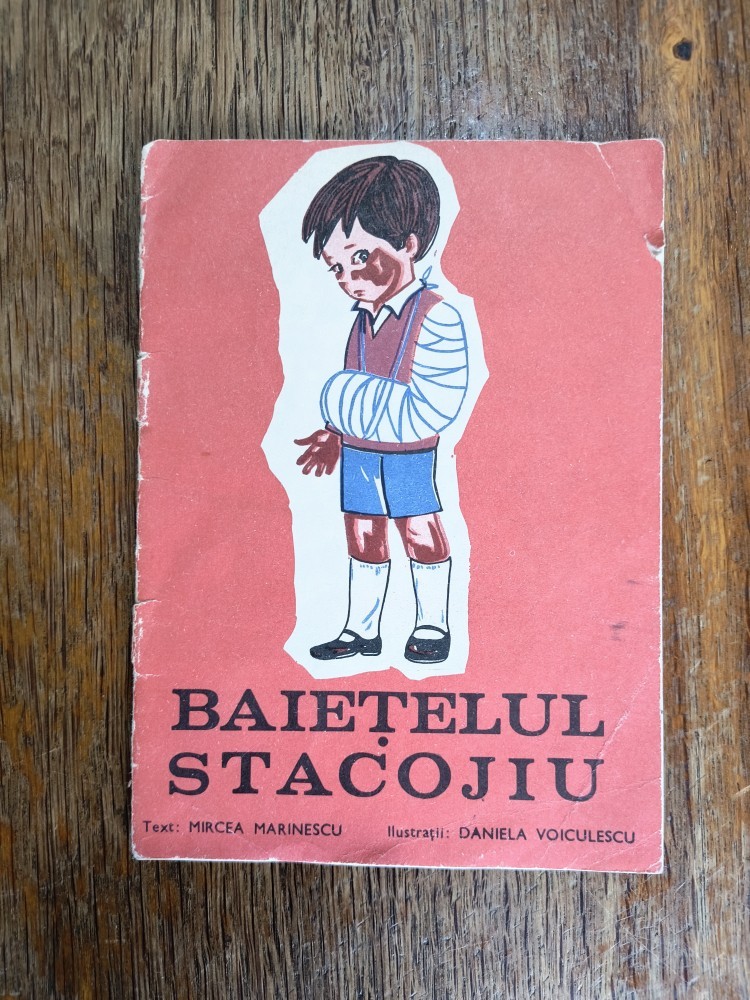 BAIEȚELUL
STACOJIU
Text: MIRCEA MARINESCU Ilustrații: DANIELA VOICULESCU